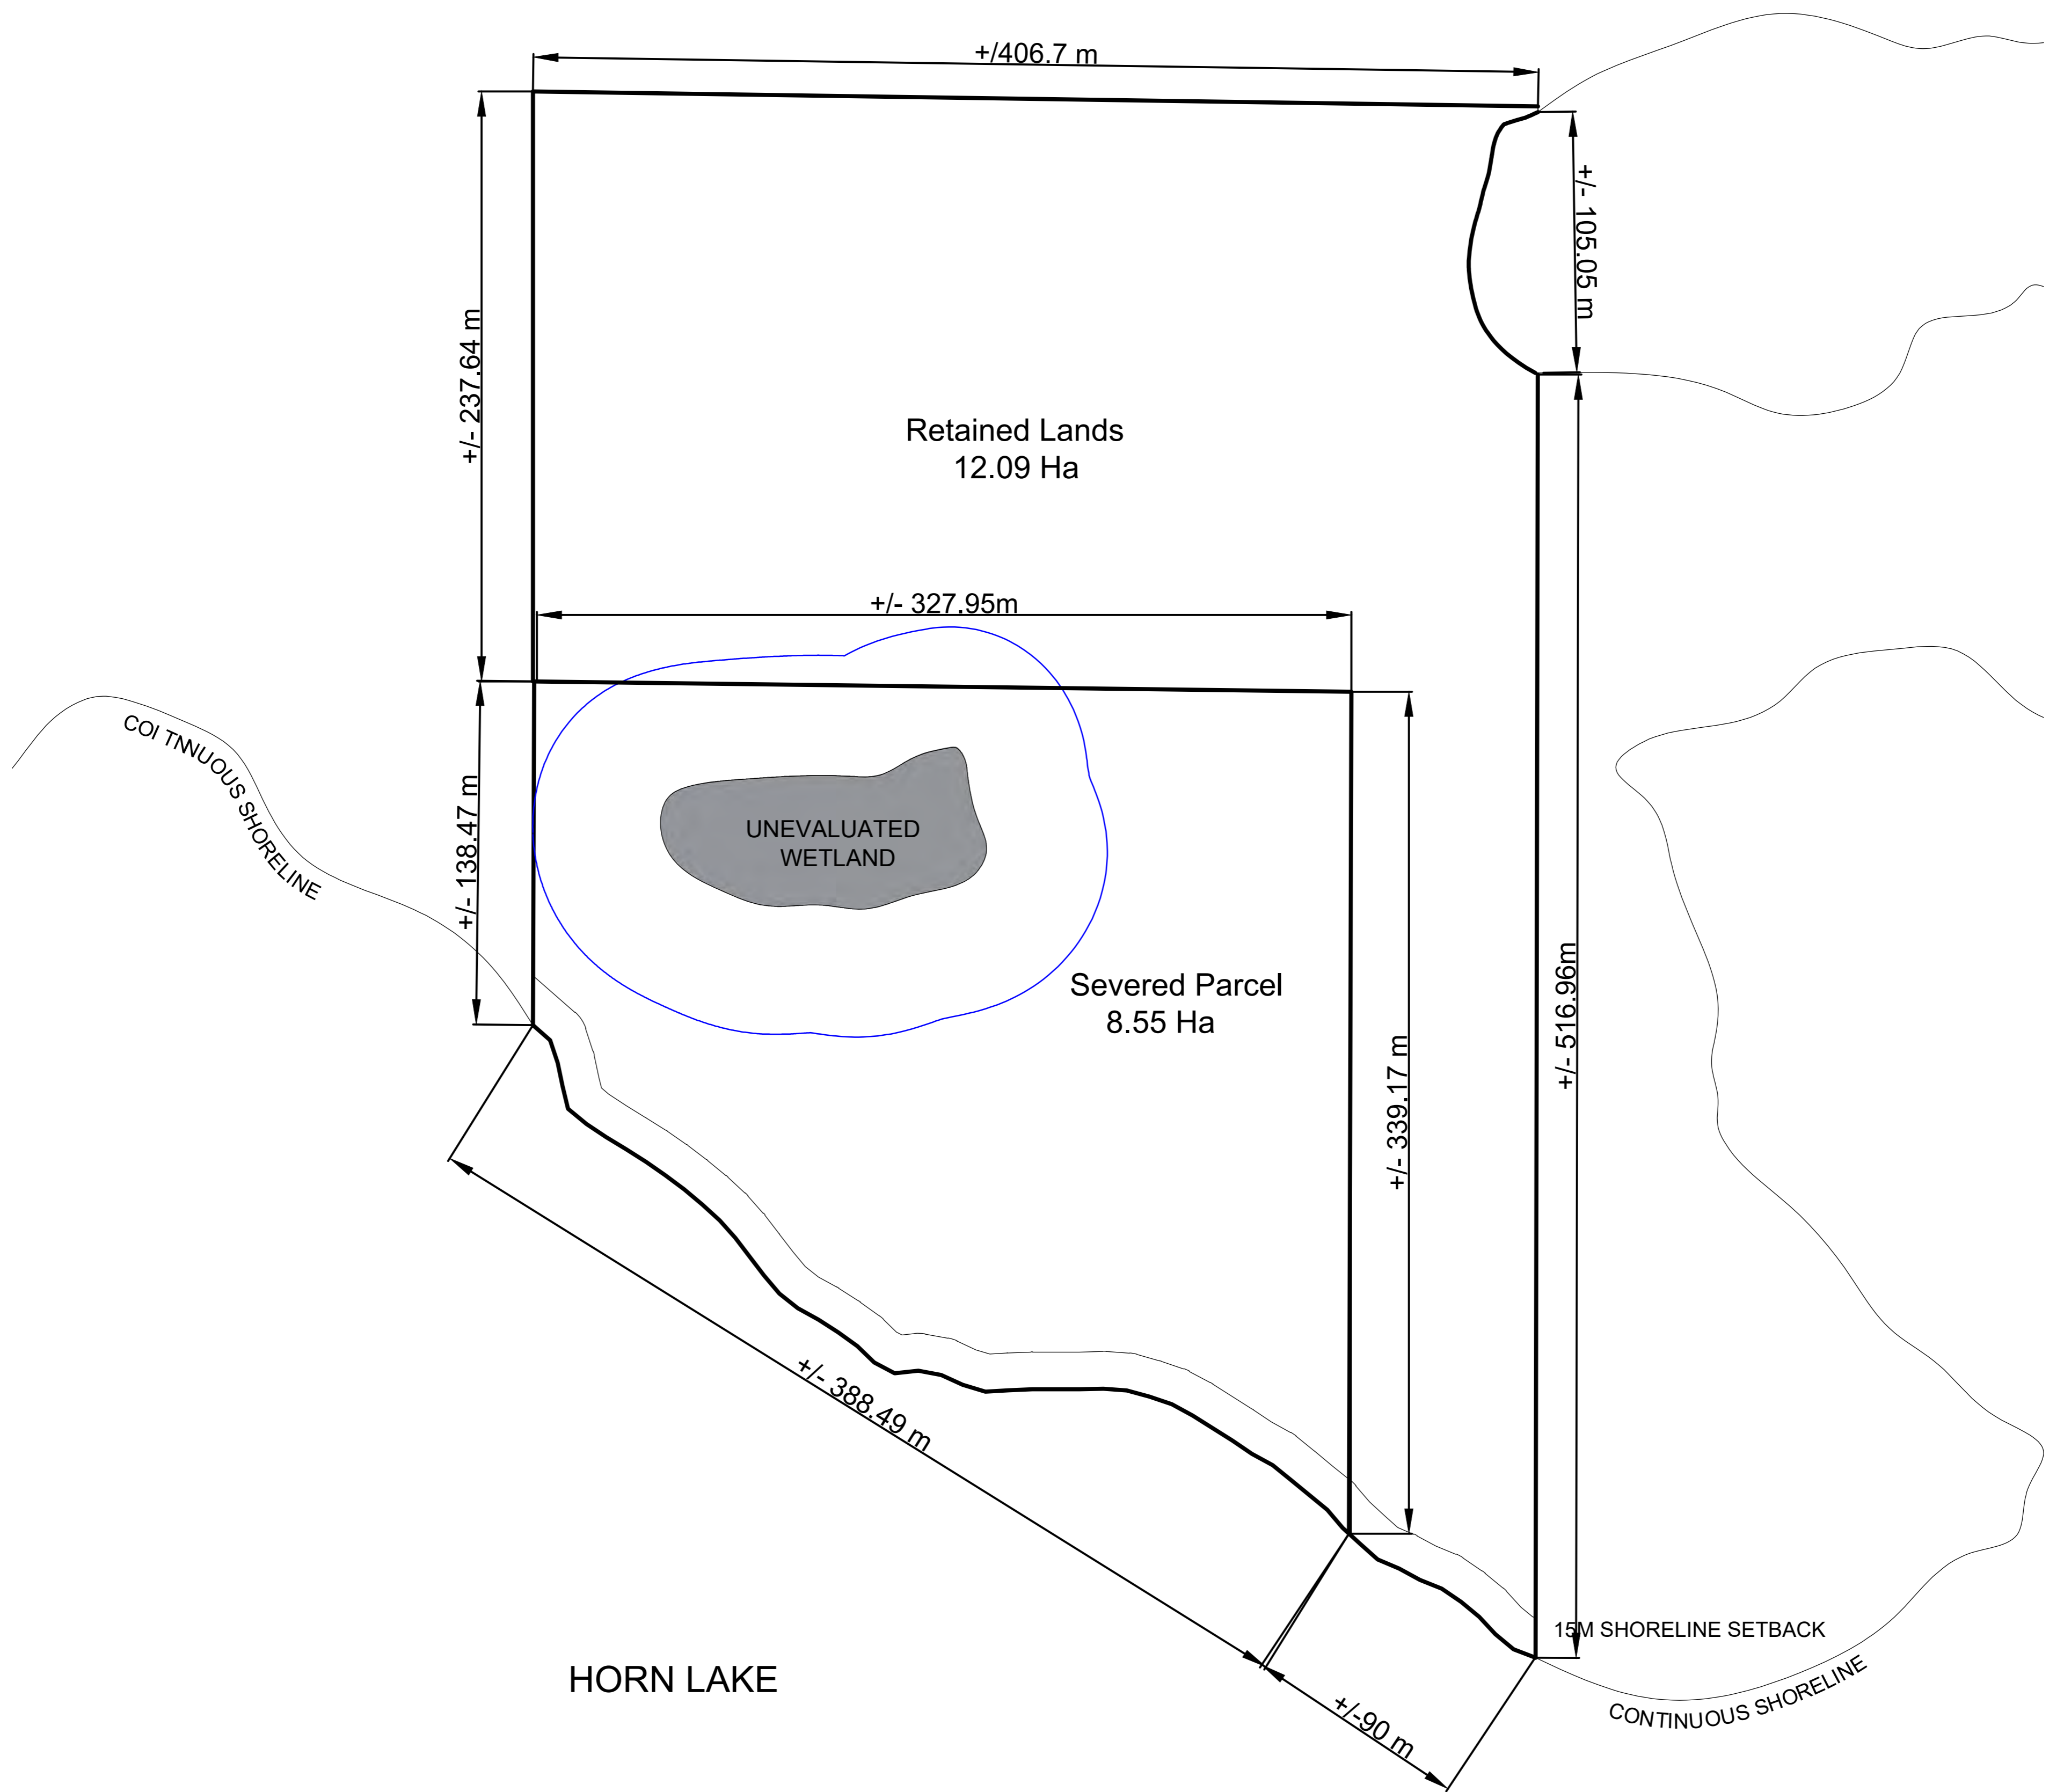 +/406.7 m
+/- 105.05 m
+/- 237.64 m
Retained Lands
12.09 Ha
+/- 327.95m
COI TNNUOUS SHORELINE
+/- 138.47 m
UNEVALUATED
WETLAND
Severed Parcel
8.55 Ha
+/- 516.96m
+/- 339.17 m
+/- 388.49 m
15M SHORELINE SETBACK
HORN LAKE
+/-90 m
CONTINUOUS SHORELINE